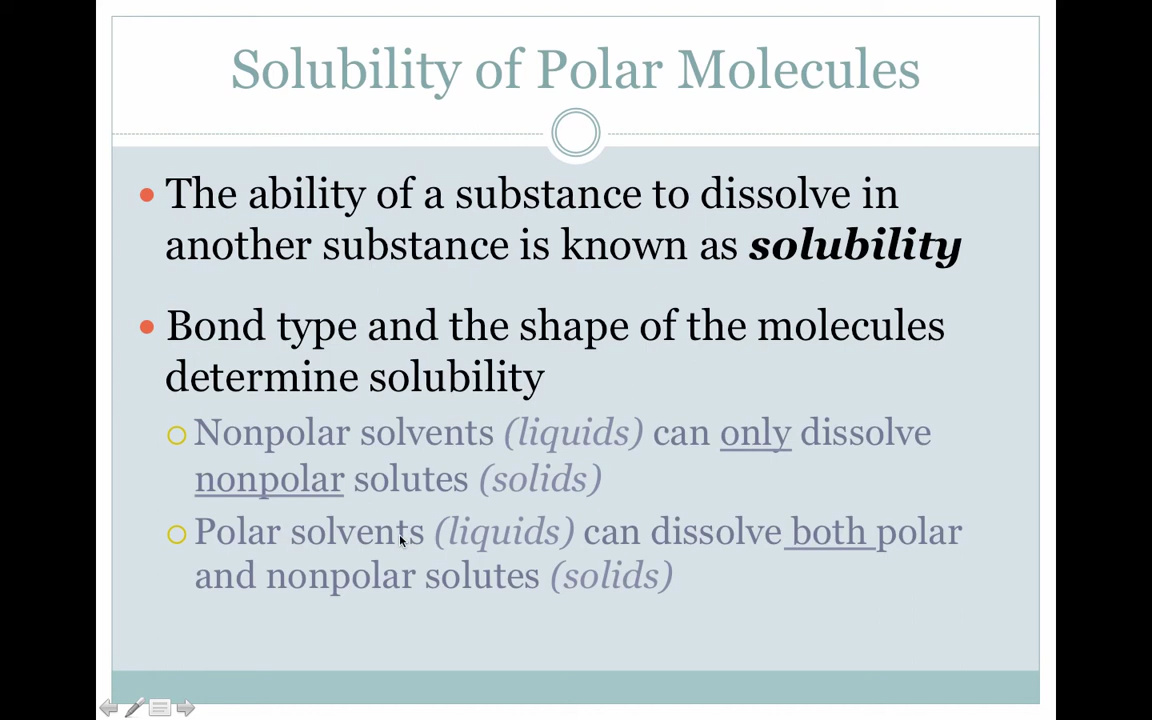 Solubility of Polar Molecules
The ability of a substance to dissolve in
another substance is known as solubility
Bond type and the shape of the molecules
determine solubility
Nonpolar solvents (liquids) can only dissolve
nonpolar solutes (solids)
Polar solvents (liquids) can dissolve both polar
and nonpolar solutes (solids)